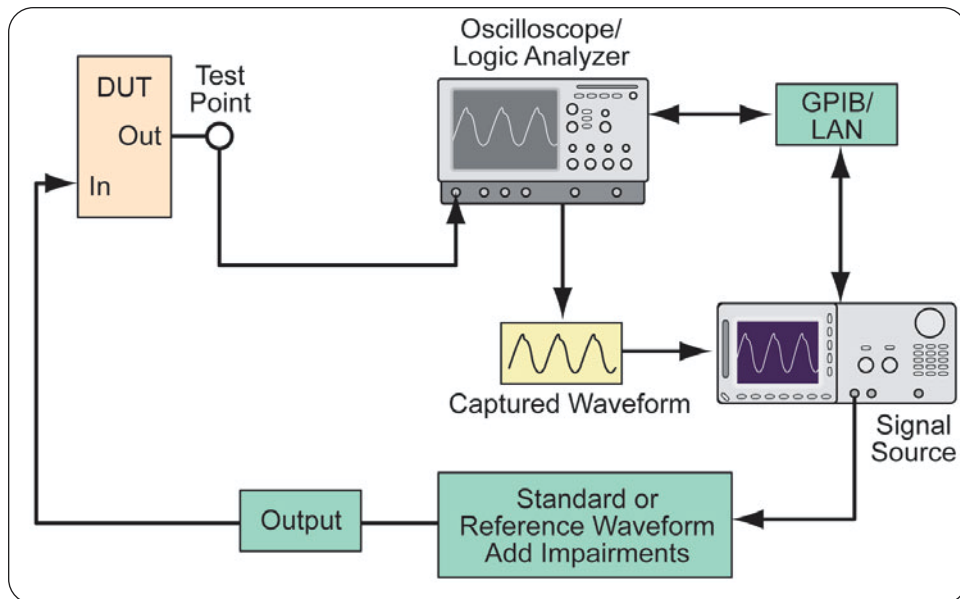 DUT
Out
In
Test
Point
Oscilloscope/
Logic Analyzer
GPIB/
LAN
Captured Waveform
Signal
Source
Output
Standard or
Reference Waveform
Add Impairments